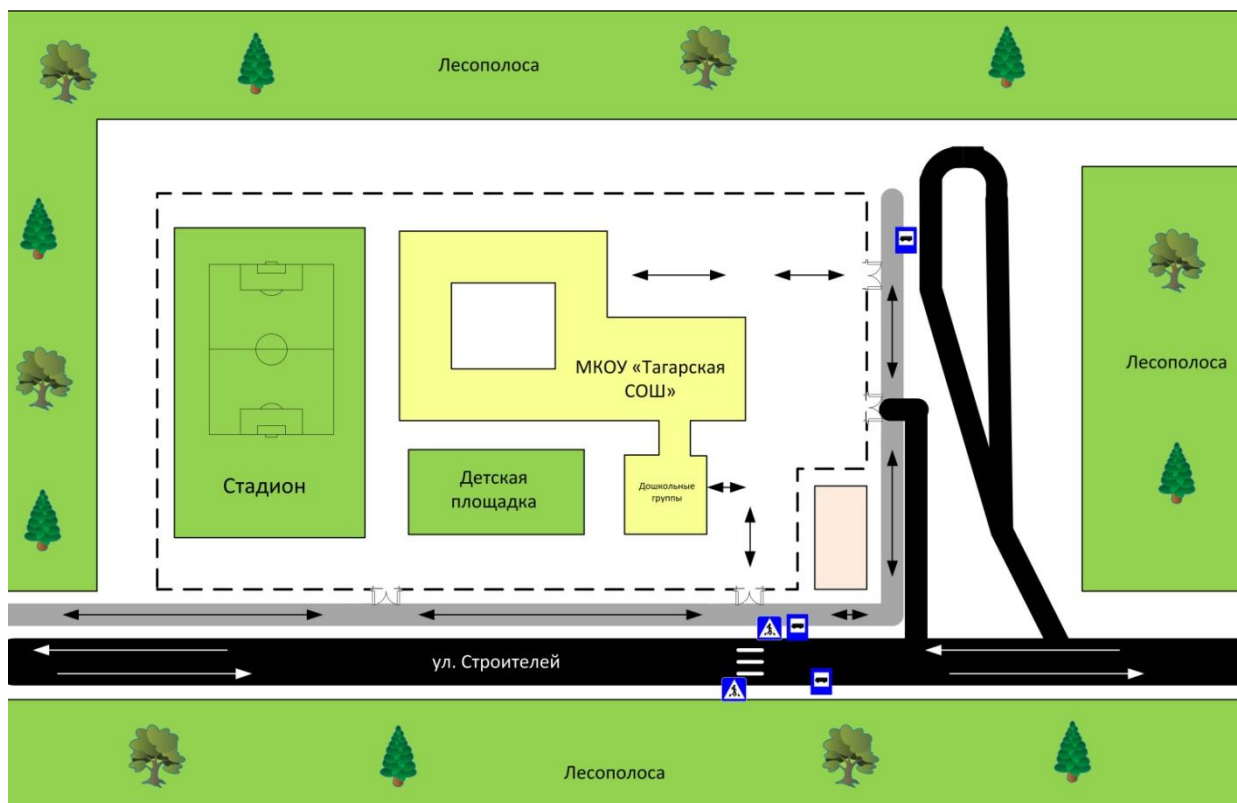 Лесополоса
МКОУ «Тагарская
СОШ»
Лесополоса
Стадион
Детская
площадка
Дошкольные
группы
ул. Строителей
Лесополоса